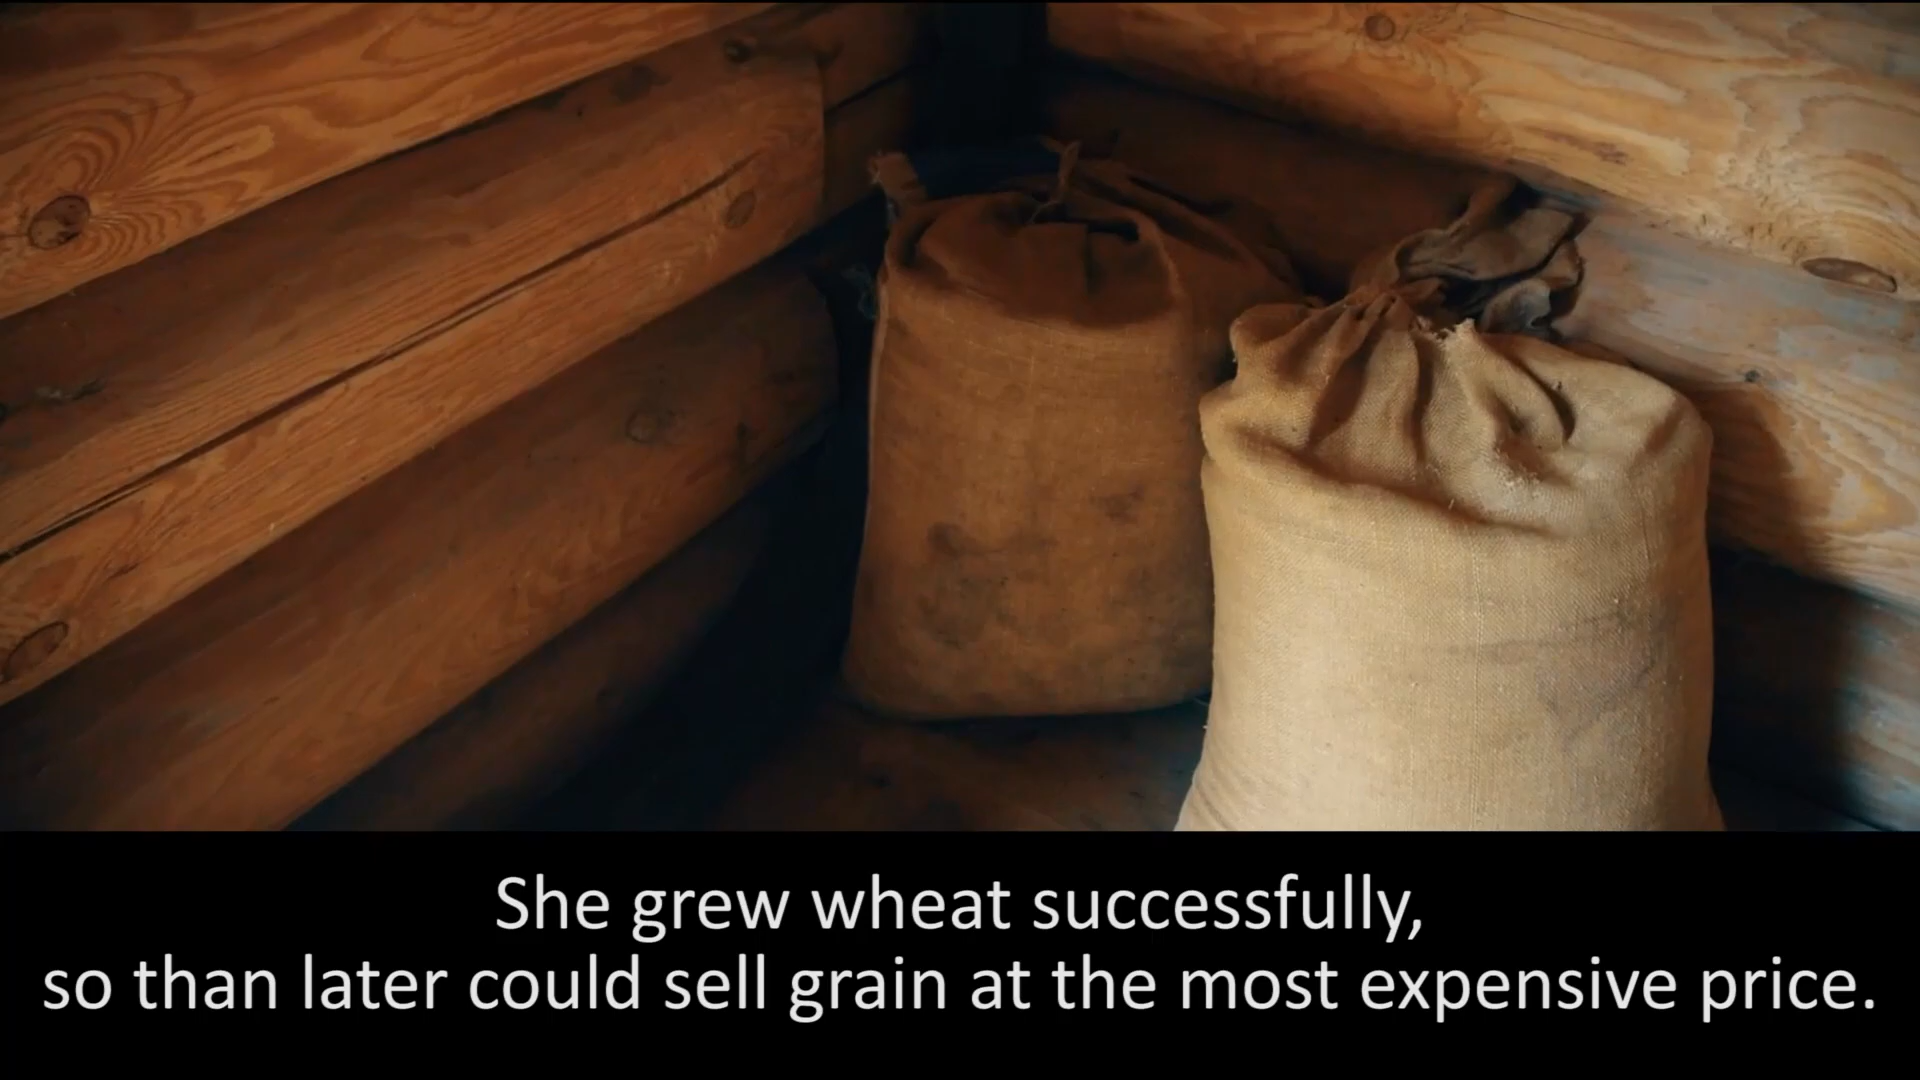 She grew wheat successfully,
so than later could sell grain at the most expensive price.